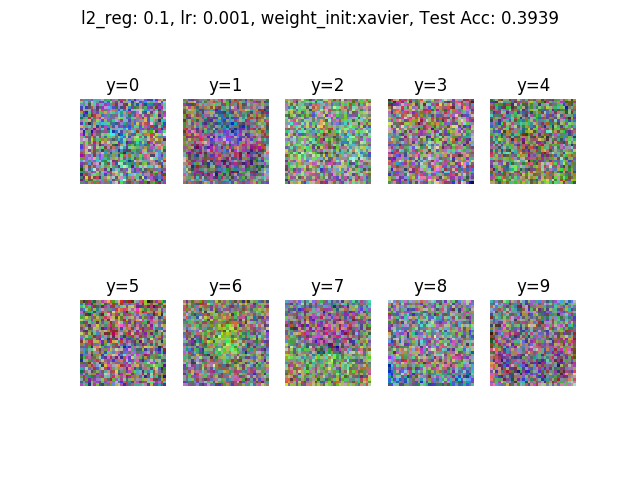 l2_reg: 0.1, lr: 0.001, weight_init:xavier, Test Acc: 0.3939
y=0 y=1 y=2 y=3 y=4
y=5 y=6 y=7 y=8 y=9